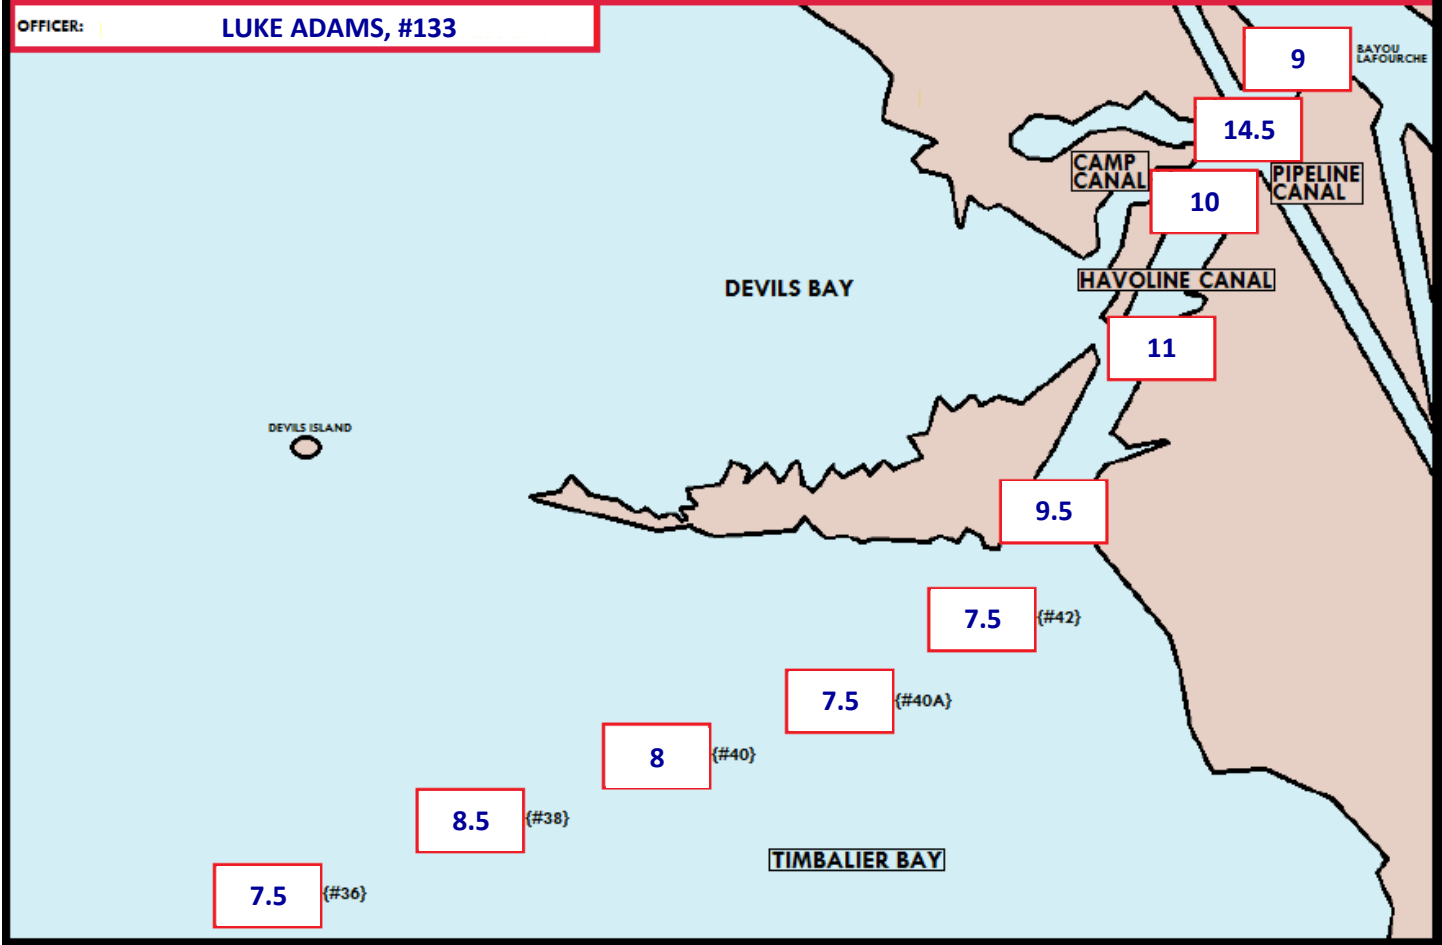 OFFICER: LUKE ADAMS, #133
9
BAYOU
LAFOURCHE
14.5
CAMP
CANAL
PIPELINE
CANAL
10
HAVOLINE CANAL
DEVILS BAY
11
DEVILS ISLAND
9.5
7.5 {#42}
7.5 {#40A}
8 {#40}
8.5 {#38}
TIMBALIER BAY
7.5 {#36}